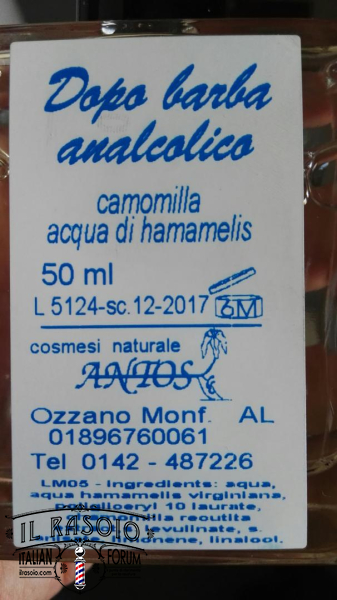 Dopo barba
analcolico
camomilla
acqua di hamamelis
50 ml
L 5124-sc.12-2017 6M
cosmesi naturale
ANTOS
Ozzano Monf. AL
01896760061
Tel 0142 - 487226
LM05 - Ingredients: aqua,
aqua hamamelis virginiana,
10 laurate,
reoutita
levulinate, s.
limonene, linalool.
IL RASOIO
ITALIAN FORUM
ilrasoio.com